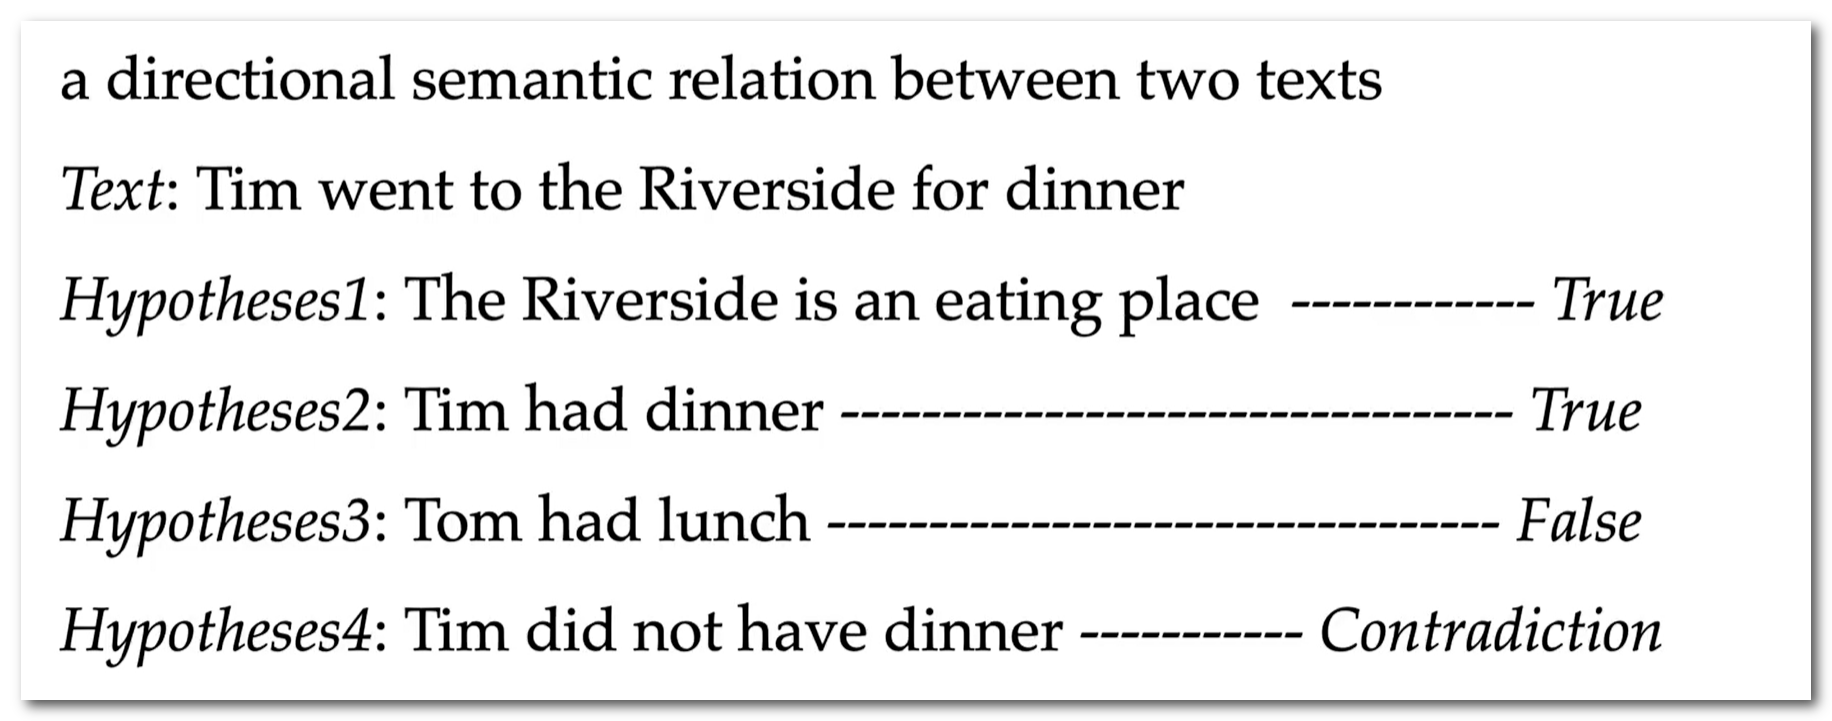 a directional semantic relation between two texts
Text: Tim went to the Riverside for dinner
Hypotheses1: The Riverside is an eating place ------------ True
Hypotheses2: Tim had dinner --------------------------------- True
Hypotheses3: Tom had lunch --------------------------------- False
Hypotheses4: Tim did not have dinner ----------- Contradiction